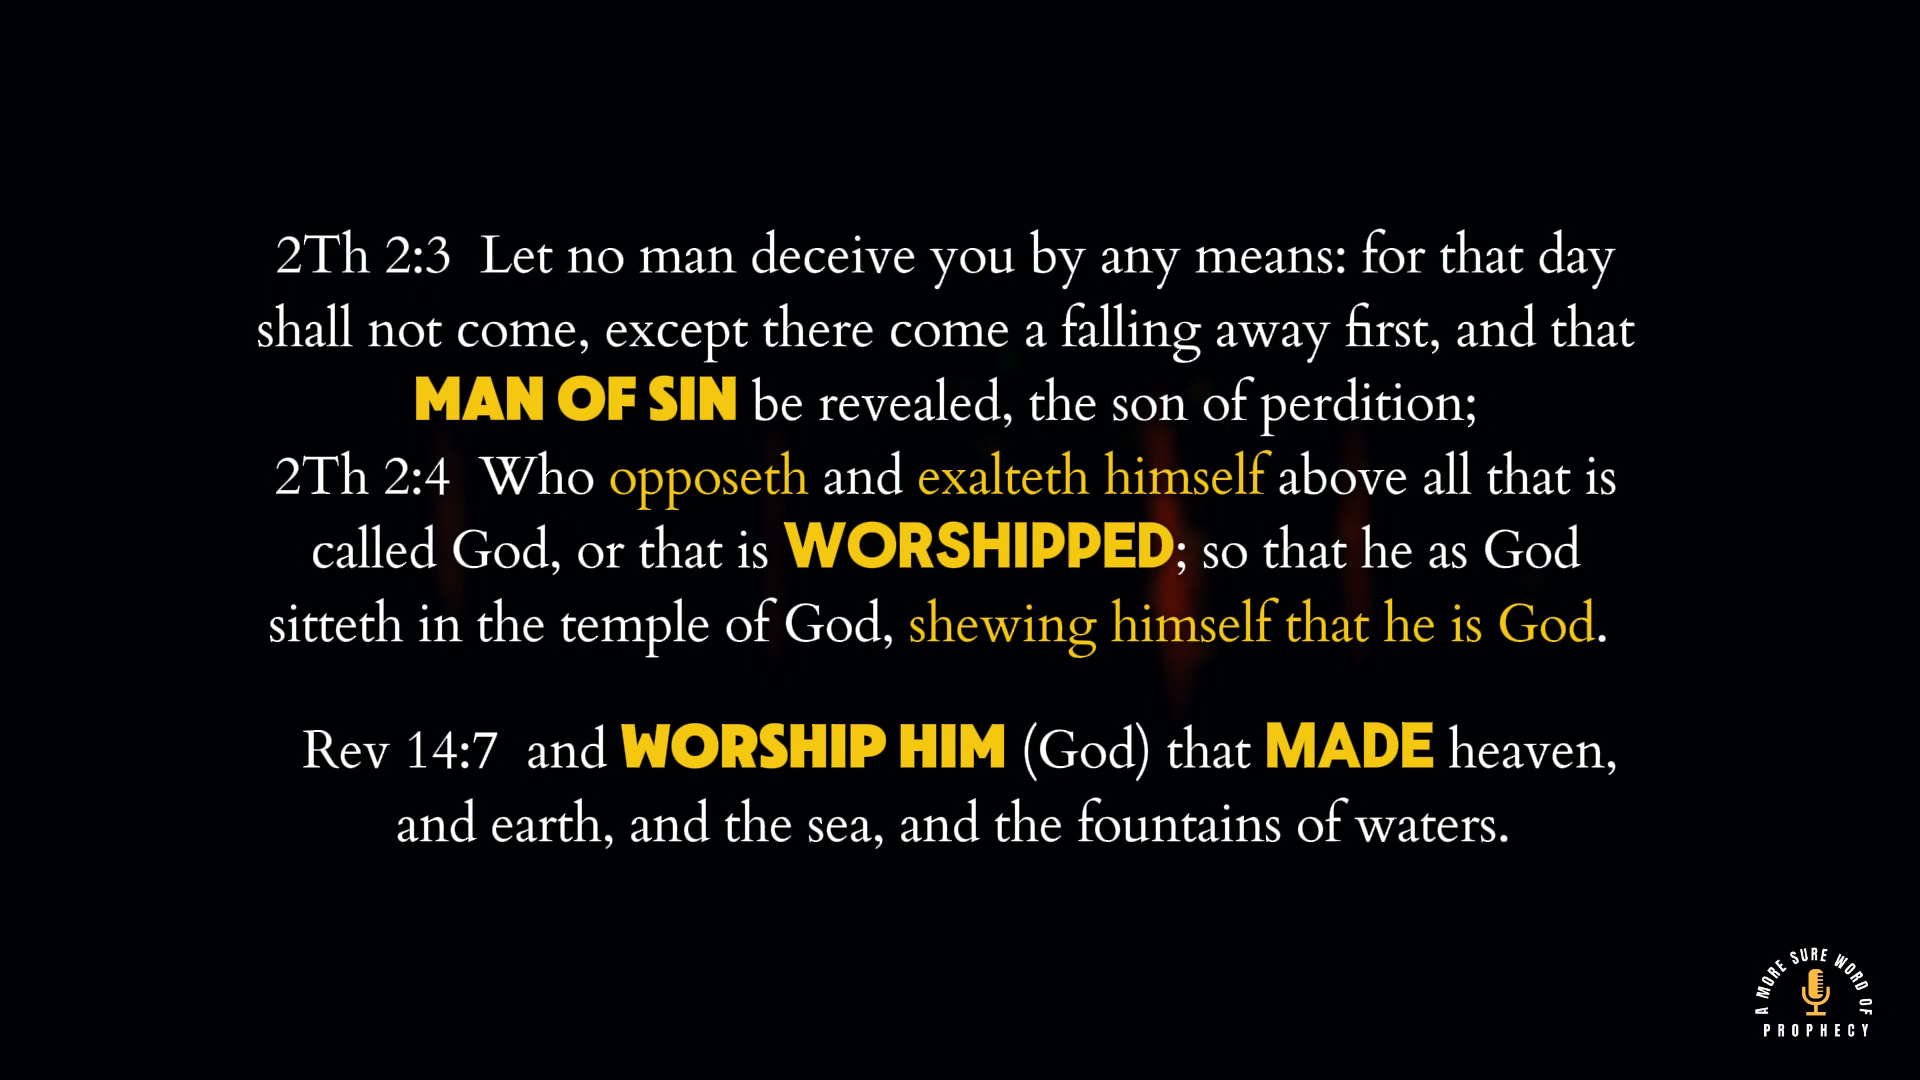 2Th 2:3  Let no man deceive you by any means: for that day
shall not come, except there come a falling away first, and that
MAN OF SIN be revealed, the son of perdition;
2Th 2:4  Who opposeth and exalteth himself above all that is
called God, or that is WORSHIPPED; so that he as God
sitteth in the temple of God, shewing himself that he is God.
Rev 14:7  and WORSHIP HIM (God) that MADE heaven,
and earth, and the sea, and the fountains of waters.
A MORE SURE WORD OF
PROPHECY